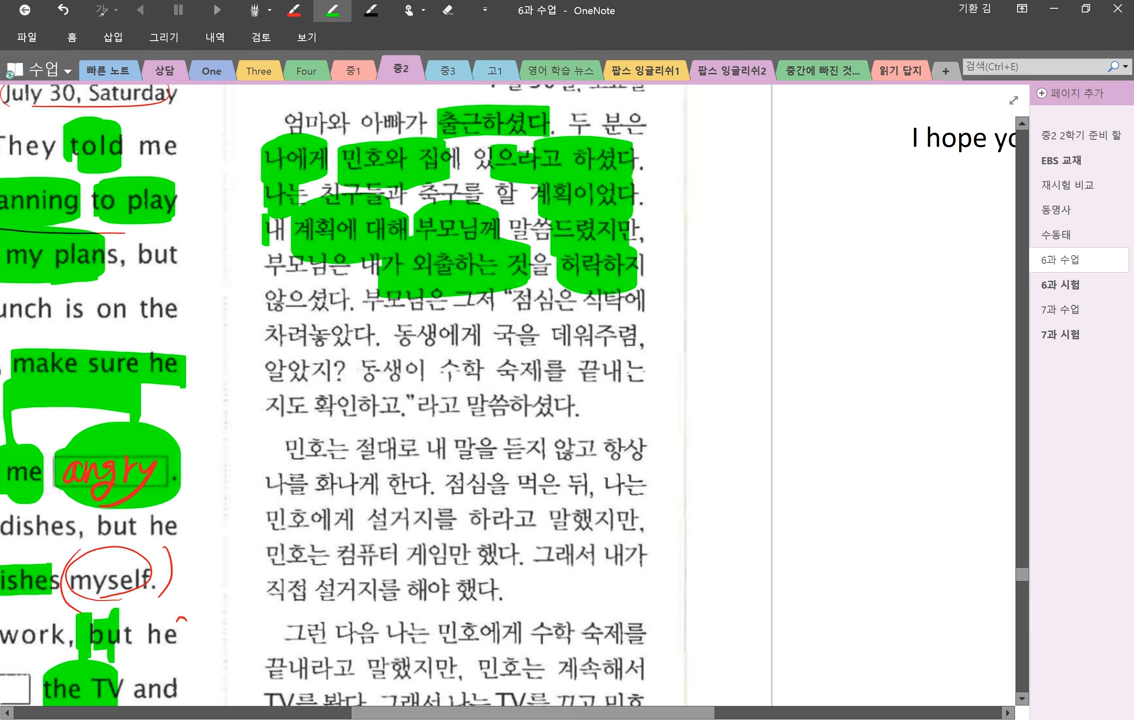 6과 수업 - OneNote
기환 김
파일 홈 삽입 그리기 내역 검토 보기
수업 빠른 노트 상담 One Three Four 중1 중2 중3 고1 영어 학습 뉴스 팝스 잉글리쉬1 팝스 잉글리쉬2 중간에 빠진 것... 읽기 답지 + 검색(Ctrl+E)
July 30, Saturday
They told me
anning to play
my plans, but
unch is on the
make sure he
me angry.
dishes, but he
ishes myself.
work, but he
the TV and
엄마와 아빠가 출근하셨다. 두 분은
나에게 민호와 집에 있으라고 하셨다.
나는 친구들과 축구를 할 계획이었다.
내 계획에 대해 부모님께 말씀드렸지만,
부모님은 내가 외출하는 것을 허락하지
않으셨다. 부모님은 그저 “점심은 식탁에
차려놓았다. 동생에게 국을 데워주렴,
알았지? 동생이 수학 숙제를 끝내는
지도 확인하고.”라고 말씀하셨다.
민호는 절대로 내 말을 듣지 않고 항상
나를 화나게 한다. 점심을 먹은 뒤, 나는
민호에게 설거지를 하라고 말했지만,
민호는 컴퓨터 게임만 했다. 그래서 내가
직접 설거지를 해야 했다.
그런 다음 나는 민호에게 수학 숙제를
끝내라고 말했지만, 민호는 계속해서
TV를 봤다. 그래서 나는 TV를 끄고 민호
I hope yo
페이지 추가
중2 2학기 준비 할
EBS 교재
재시험 비교
동명사
수동태
6과 수업
6과 시험
7과 수업
7과 시험